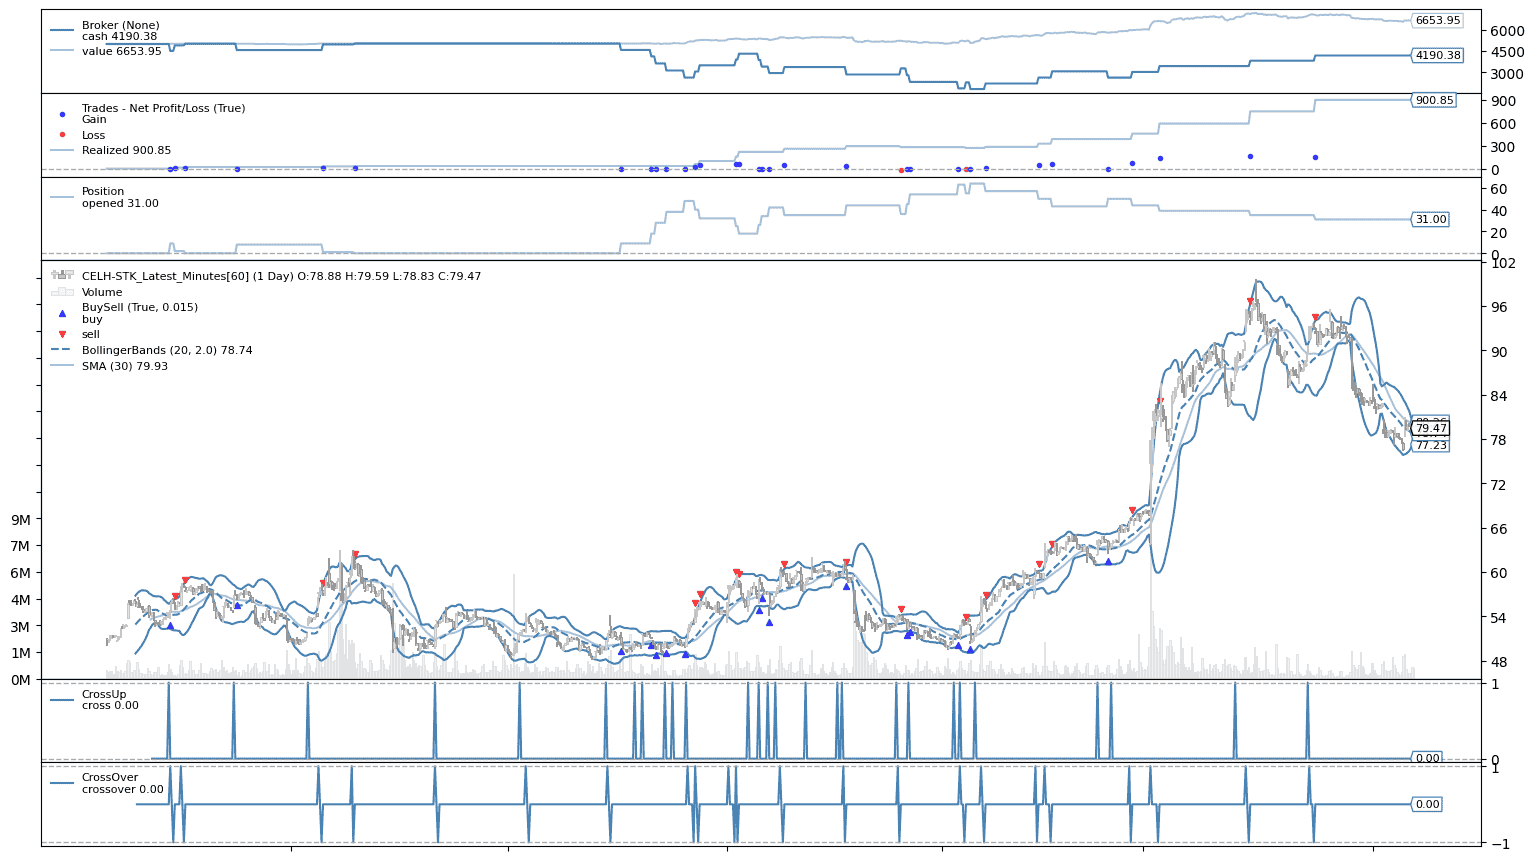 Broker (None)
cash 4190.38
value 6653.95
6653.95
4190.38
6000
4500
3000
Trades - Net Profit/Loss (True)
Gain
Loss
Realized 900.85
900.85
900
600
300
0
Position
opened 31.00
31.00
60
40
20
0
CELH-STK_Latest_Minutes[60] (1 Day) O:78.88 H:79.59 L:78.83 C:79.47
Volume
BuySell (True, 0.015)
buy
sell
BollingerBands (20, 2.0) 78.74
SMA (30) 79.93
102
96
90
84
79.47
78
77.23
72
66
60
54
48
9M
7M
6M
4M
3M
1M
0M
CrossUp
cross 0.00
1
0.00
0
CrossOver
crossover 0.00
1
0.00
−1